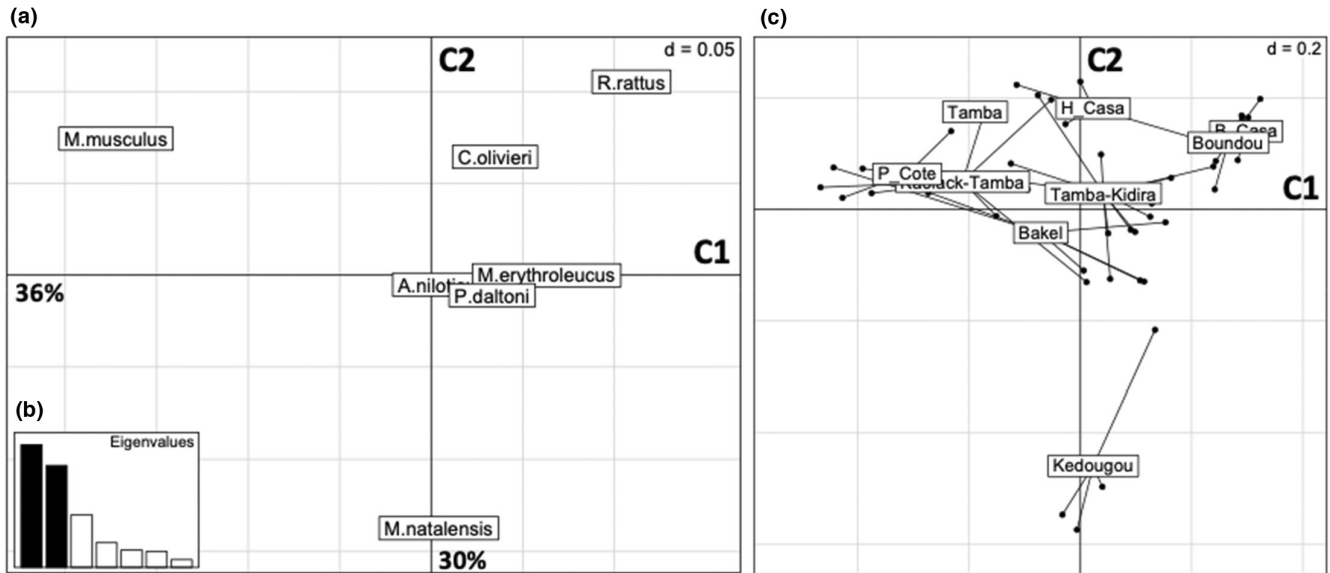 (a)
C2
d = 0.05
R.rattus
M.musculus
C.olivieri
C1
M.erythroleucus
36%
P.daltoni
(b)
Eigenvalues
M.natalensis
30%
(c)
C2
d = 0.2
Tamba
H_Casa
Boundou
P_Cote
Tamba-Kidira
C1
Bakel
Kedougou